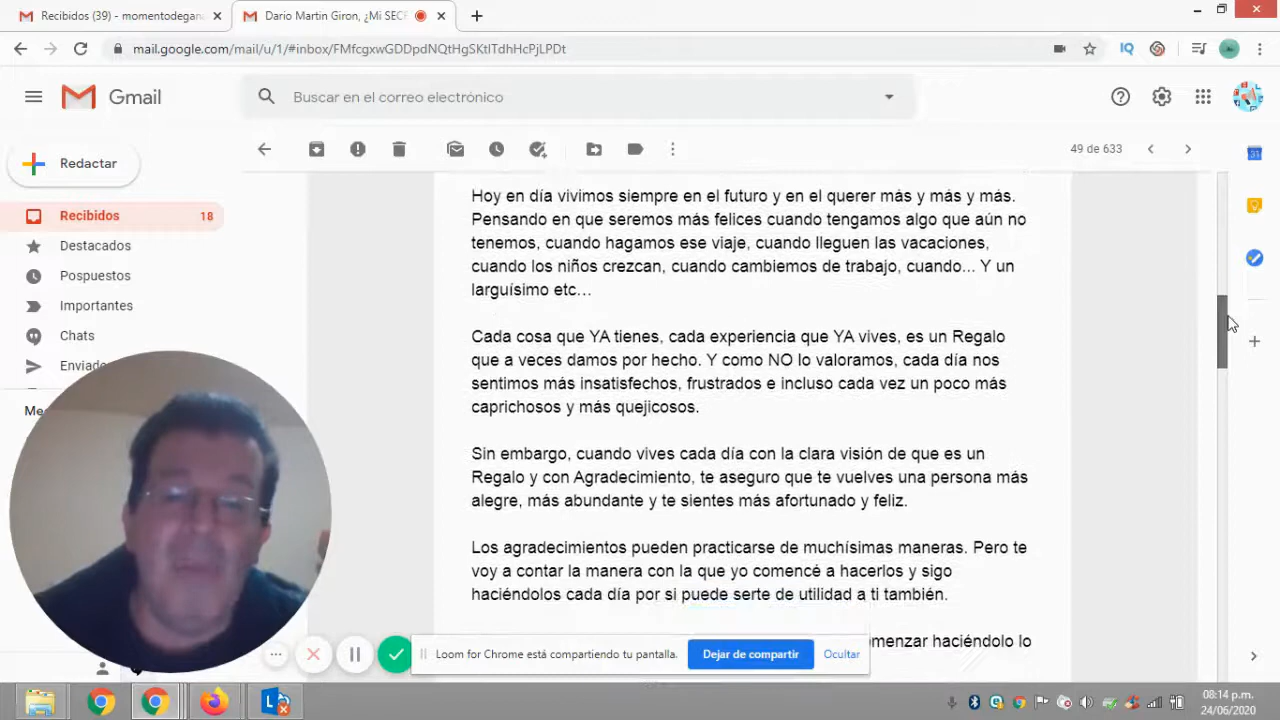 Recibidos (39) - momentodegana
Dario Martin Giron, ¿Mi SEC
mail.google.com/mail/u/1/#inbox/FMfcgxwGDDpdNQtHgSKtlTdhHcPjLPDt
Gmail
Buscar en el correo electrónico
Redactar
49 de 633
Recibidos 18
Destacados
Pospuestos
Importantes
Chats
Enviado
Me
Hoy en día vivimos siempre en el futuro y en el querer más y más y más.
Pensando en que seremos más felices cuando tengamos algo que aún no
tenemos, cuando hagamos ese viaje, cuando lleguen las vacaciones,
cuando los niños crezcan, cuando cambiemos de trabajo, cuando... Y un
larguísimo etc...
Cada cosa que YA tienes, cada experiencia que YA vives, es un Regalo
que a veces damos por hecho. Y como NO lo valoramos, cada día nos
sentimos más insatisfechos, frustrados e incluso cada vez un poco más
caprichosos y más quejicosos.
Sin embargo, cuando vives cada día con la clara visión de que es un
Regalo y con Agradecimiento, te aseguro que te vuelves una persona más
alegre, más abundante y te sientes más afortunado y feliz.
Los agradecimientos pueden practicarse de muchísimas maneras. Pero te
voy a contar la manera con la que yo comencé a hacerlos y sigo
haciéndolos cada día por si puede serte de utilidad a ti también.
omenzar haciéndolo lo
Loom for Chrome está compartiendo tu pantalla.
Dejar de compartir
Ocultar
08:14 p.m.
24/06/2020